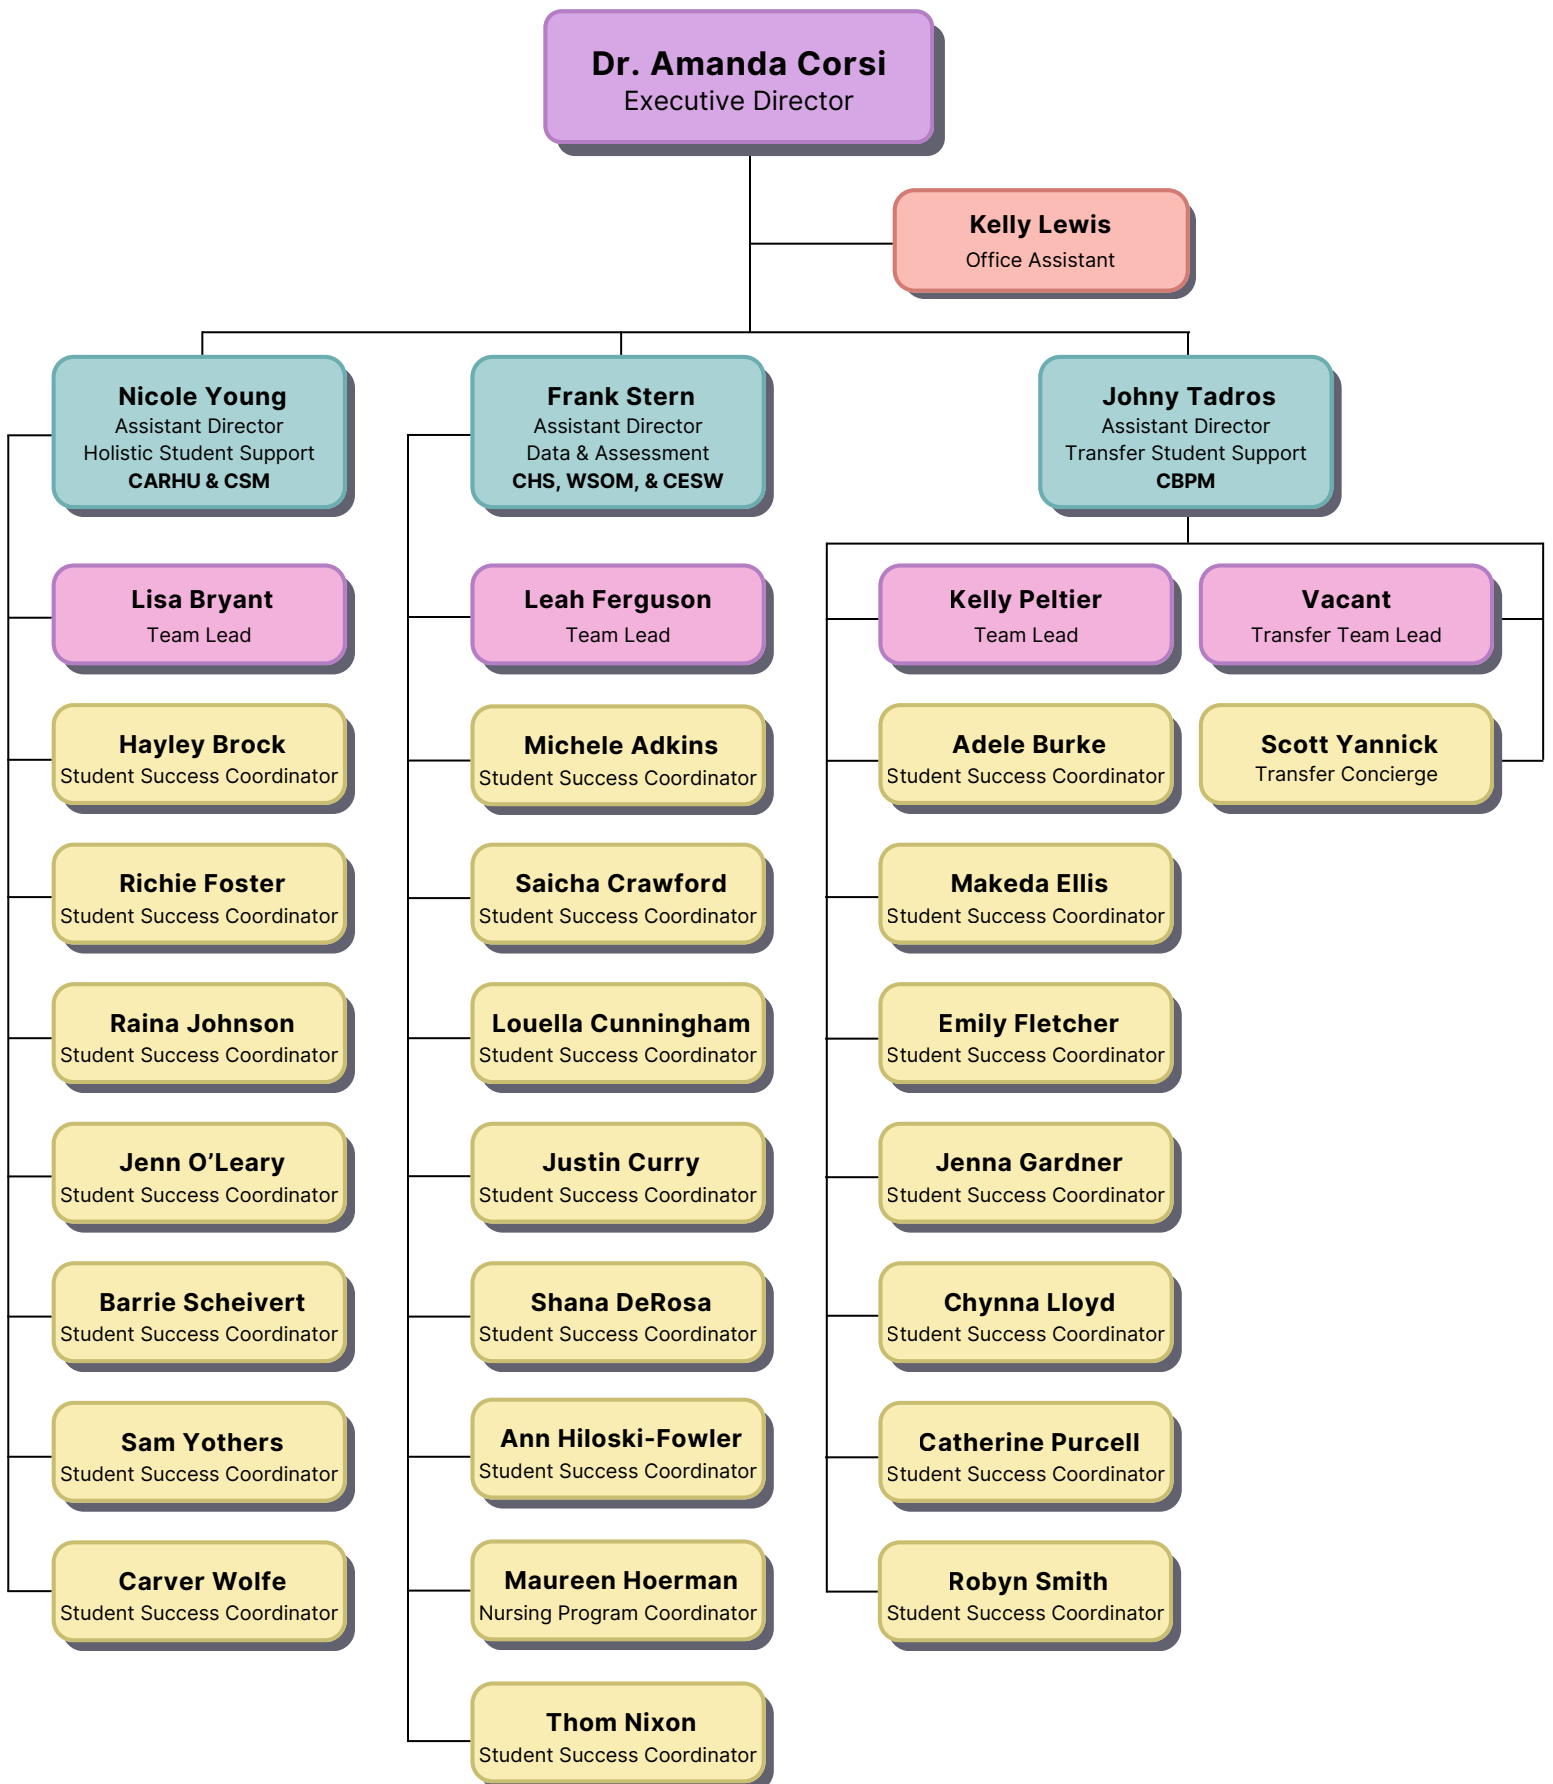 Dr. Amanda Corsi
Executive Director
Kelly Lewis
Office Assistant
Nicole Young
Assistant Director
Holistic Student Support
CARHU & CSM
Frank Stern
Assistant Director
Data & Assessment
CHS, WSOM, & CESW
Johny Tadros
Assistant Director
Transfer Student Support
CBPM
Lisa Bryant
Team Lead
Hayley Brock
Student Success Coordinator
Richie Foster
Student Success Coordinator
Raina Johnson
Student Success Coordinator
Jenn O’Leary
Student Success Coordinator
Barrie Scheivert
Student Success Coordinator
Sam Yothers
Student Success Coordinator
Carver Wolfe
Student Success Coordinator
Leah Ferguson
Team Lead
Michele Adkins
Student Success Coordinator
Saicha Crawford
Student Success Coordinator
Louella Cunningham
Student Success Coordinator
Justin Curry
Student Success Coordinator
Shana DeRosa
Student Success Coordinator
Ann Hiloski-Fowler
Student Success Coordinator
Maureen Hoerman
Nursing Program Coordinator
Thom Nixon
Student Success Coordinator
Kelly Peltier
Team Lead
Adele Burke
Student Success Coordinator
Makeda Ellis
Student Success Coordinator
Emily Fletcher
Student Success Coordinator
Jenna Gardner
Student Success Coordinator
Chynna Lloyd
Student Success Coordinator
Catherine Purcell
Student Success Coordinator
Robyn Smith
Student Success Coordinator
Vacant
Transfer Team Lead
Scott Yannick
Transfer Concierge